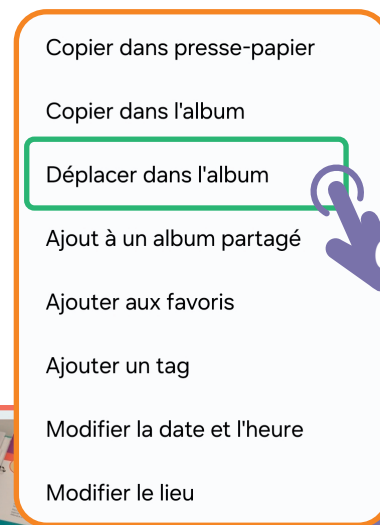 Copier dans presse-papier
Copier dans l'album
Déplacer dans l'album
Ajout à un album partagé
Ajouter aux favoris
Ajouter un tag
Modifier la date et l'heure
Modifier le lieu